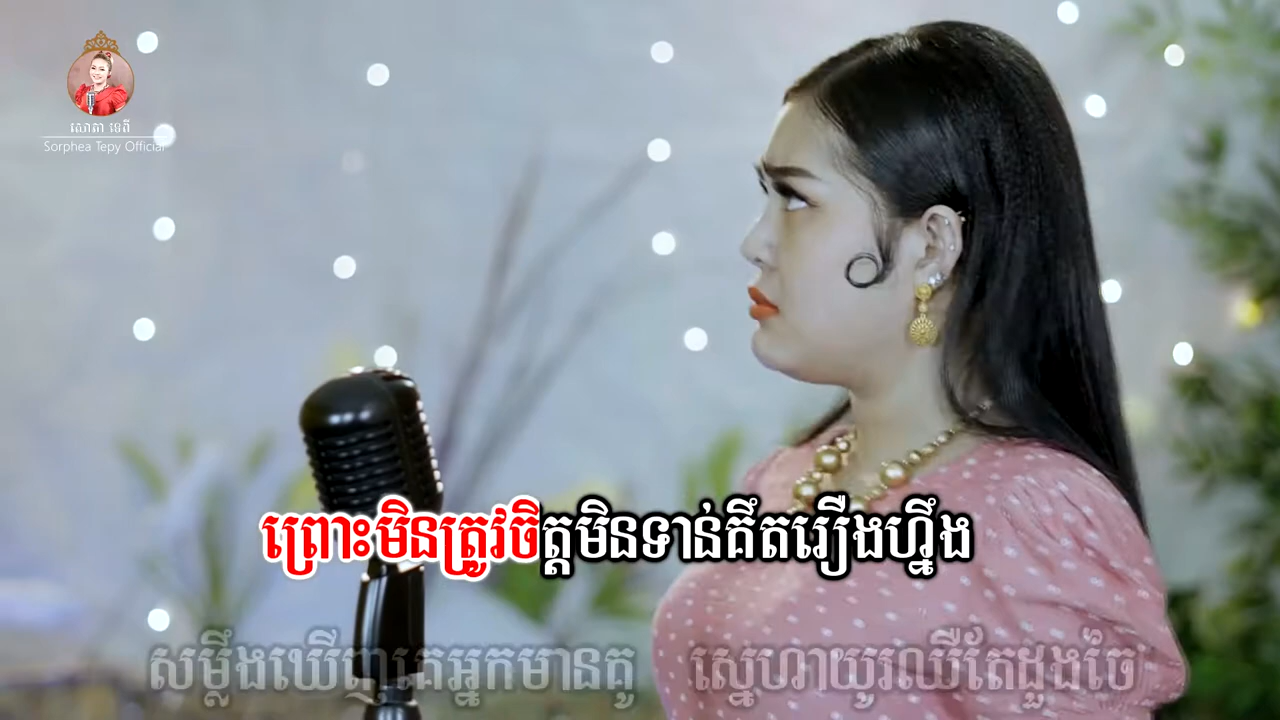 សោភា ទេពី
Sorphea Tepy Official
ព្រោះមិនត្រូវចិត្តមិនទាន់គឹតរឿងហ្នឹង
សម្លឹងឃើញគេអ្នកមានគូ ស្នេហាយូរឈឺតែដួងចៃ